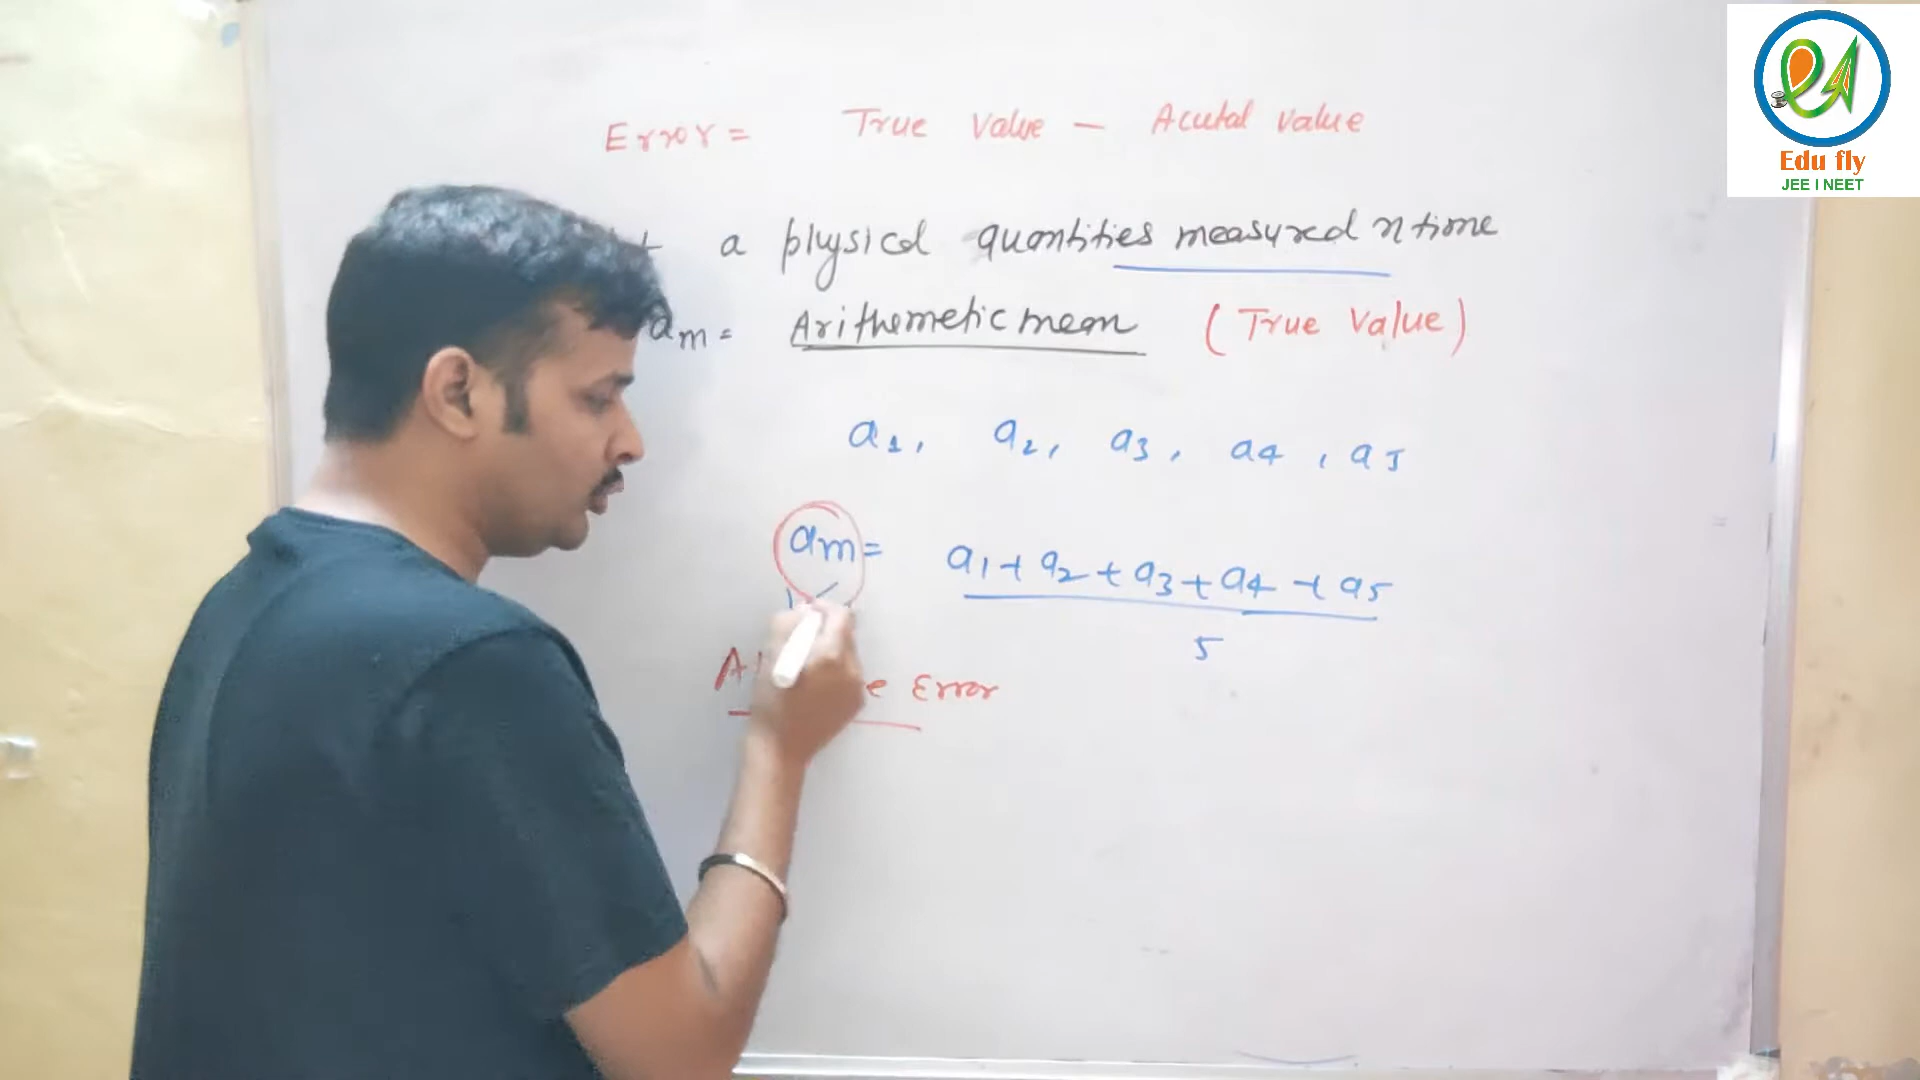 Error = True Value - Acutal value
a physical quantities measured n time
am = Arithemetic mean (True Value)
a1, a2, a3, a4, a5
am = a1 + a2 + a3 + a4 + a5
5
Error
Edu fly
JEE I NEET